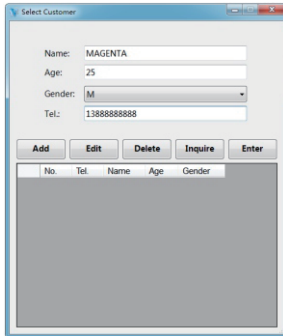 Select Customer
Name: MAGENTA
Age: 25
Gender: M
Tel.: 13888888888
Add Edit Delete Inquire Enter
No. Tel. Name Age Gender